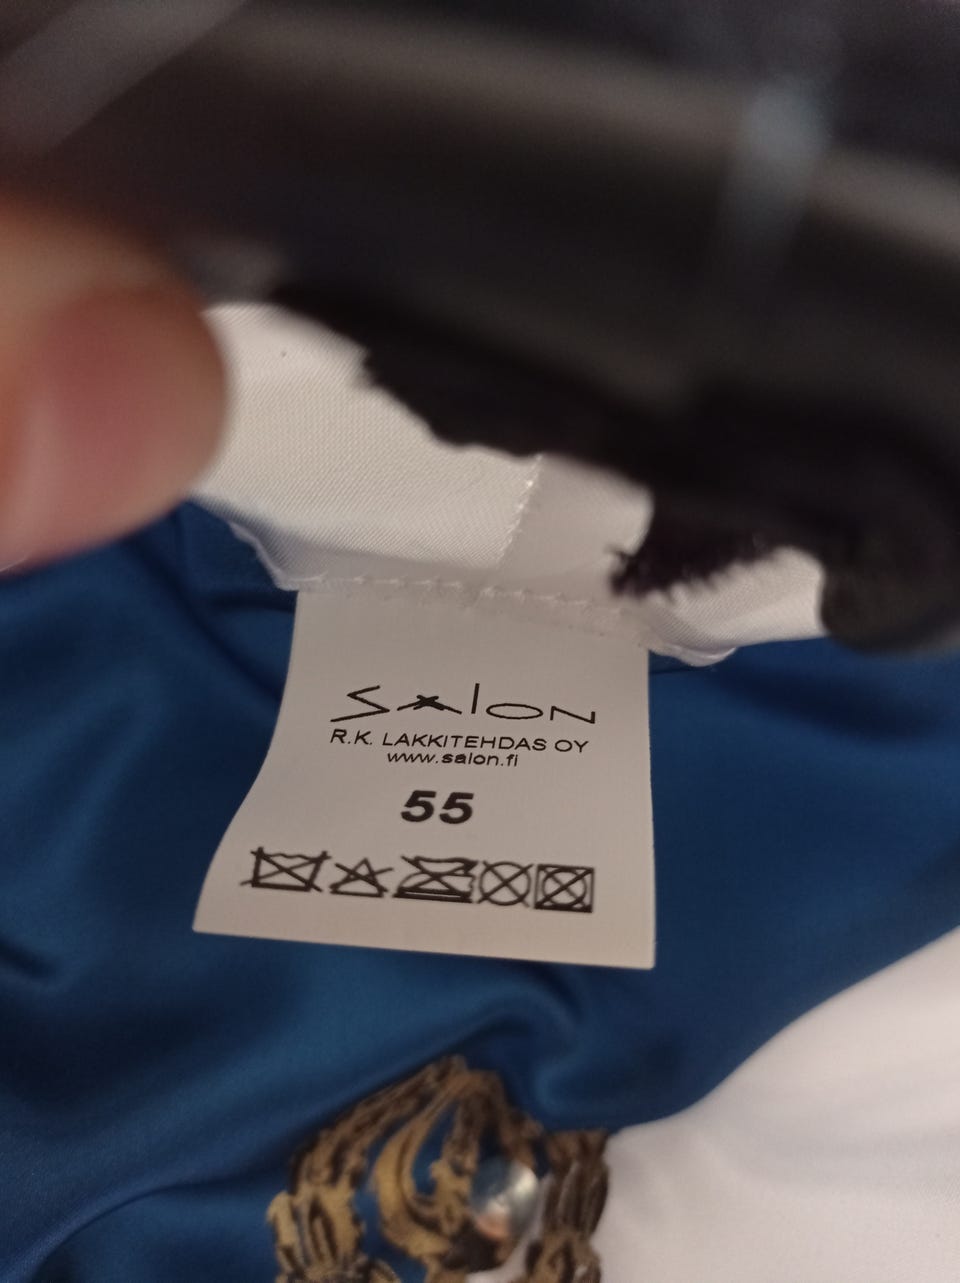 Salon
R.K. LAKKITEHDAS OY
www.salon.fi
55